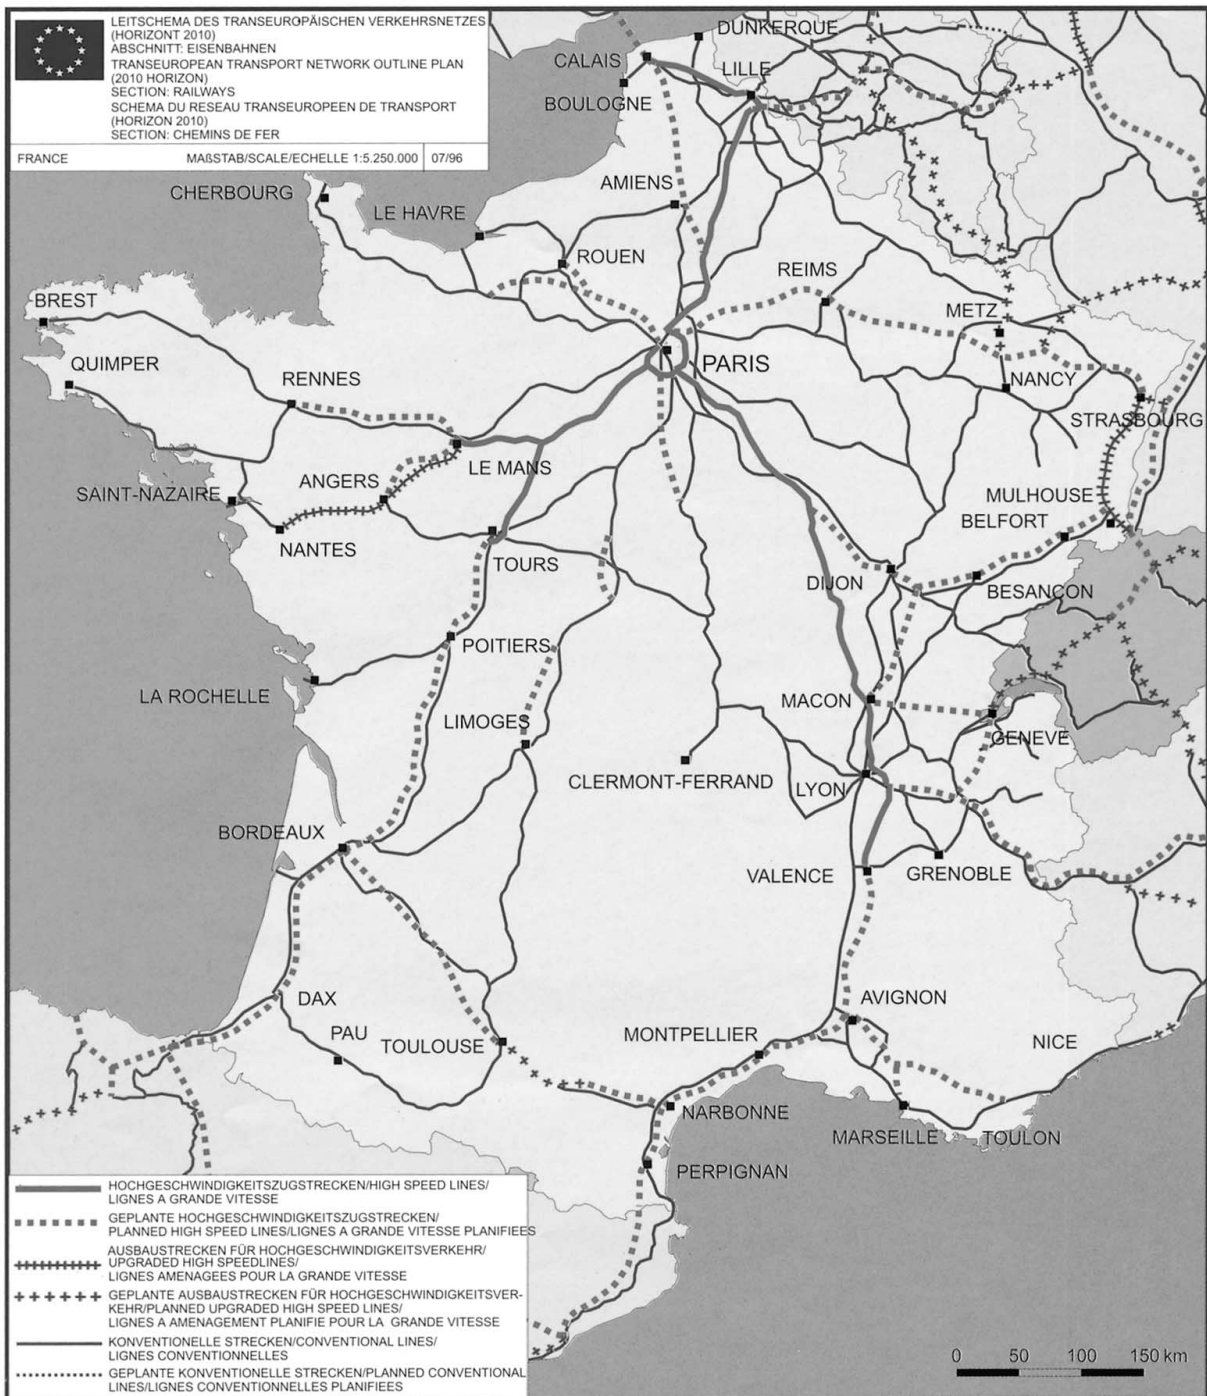 LEITSCHEMA DES TRANSEUROPÄISCHEN VERKEHRSNETZES
(HORIZONT 2010)
ABSCHNITT: EISENBAHNEN
TRANSEUROPEAN TRANSPORT NETWORK OUTLINE PLAN
(2010 HORIZON)
SECTION: RAILWAYS
SCHEMA DU RESEAU TRANSEUROPEEN DE TRANSPORT
(HORIZON 2010)
SECTION: CHEMINS DE FER
FRANCE MAßSTAB/SCALE/ECHELLE 1:5.250.000 07/96
DUNKERQUE
CALAIS
LILLE
BOULOGNE
AMIENS
CHERBOURG
LE HAVRE
ROUEN
REIMS
BREST
METZ
QUIMPER
PARIS
RENNES
NANCY
STRASBOURG
LE MANS
ANGERS
SAINT-NAZAIRE
MULHOUSE
BELFORT
NANTES
TOURS
DIJON
BESANÇON
POITIERS
LA ROCHELLE
MACON
LIMOGES
GENEVE
CLERMONT-FERRAND
LYON
BORDEAUX
VALENCE
GRENOBLE
DAX
AVIGNON
PAU
TOULOUSE
MONTPELLIER
NICE
NARBONNE
MARSEILLE
TOULON
PERPIGNAN
HOCHGESCHWINDIGKEITSZUGSTRECKEN/HIGH SPEED LINES/
LIGNES A GRANDE VITESSE
GEPLANTE HOCHGESCHWINDIGKEITSZUGSTRECKEN/
PLANNED HIGH SPEED LINES/LIGNES A GRANDE VITESSE PLANIFIEES
AUSBAUSTRECKEN FÜR HOCHGESCHWINDIGKEITSVERKEHR/
UPGRADED HIGH SPEEDLINES/
LIGNES AMENAGEES POUR LA GRANDE VITESSE
GEPLANTE AUSBAUSTRECKEN FÜR HOCHGESCHWINDIGKEITSVER-
KEHR/PLANNED UPGRADED HIGH SPEED LINES/
LIGNES A AMENAGEMENT PLANIFIE POUR LA GRANDE VITESSE
KONVENTIONELLE STRECKEN/CONVENTIONAL LINES/
LIGNES CONVENTIONNELLES
GEPLANTE KONVENTIONELLE STRECKEN/PLANNED CONVENTIONAL
LINES/LIGNES CONVENTIONNELLES PLANIFIEES
0 50 100 150 km